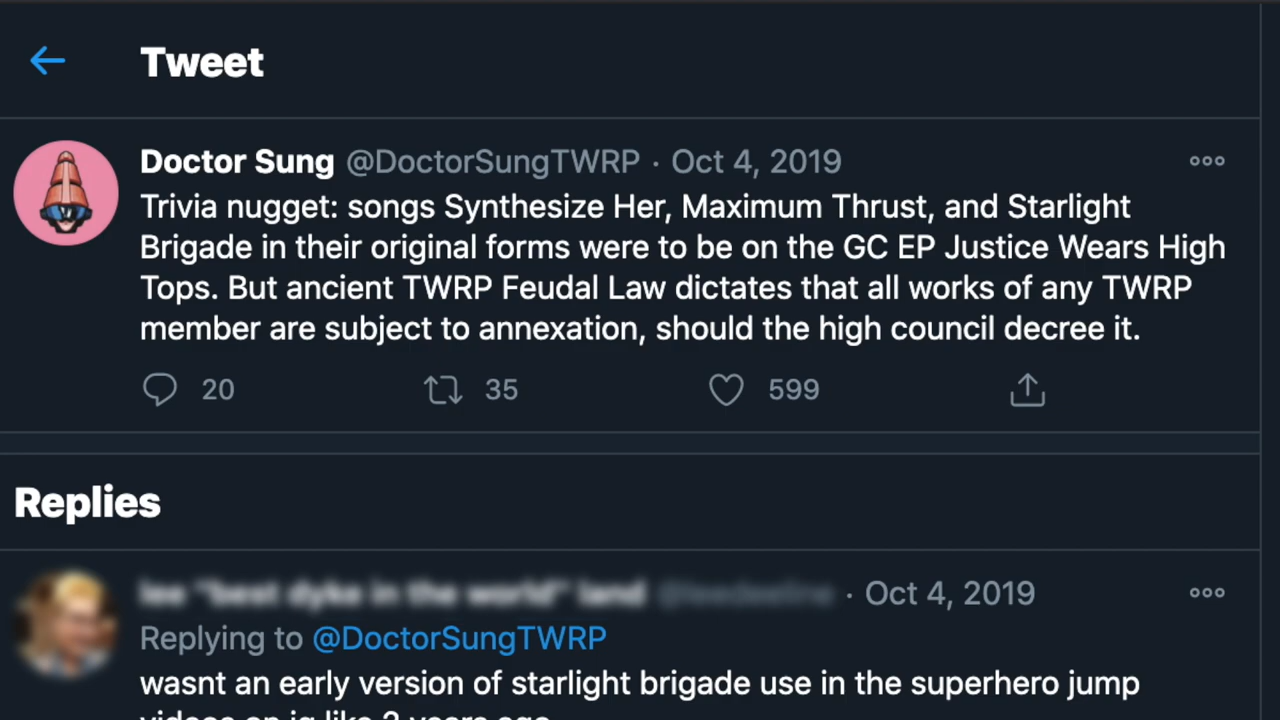 Tweet
Doctor Sung @DoctorSungTWRP · Oct 4, 2019
Trivia nugget: songs Synthesize Her, Maximum Thrust, and Starlight
Brigade in their original forms were to be on the GC EP Justice Wears High
Tops. But ancient TWRP Feudal Law dictates that all works of any TWRP
member are subject to annexation, should the high council decree it.
20 35 599
Replies
· Oct 4, 2019
Replying to @DoctorSungTWRP
wasnt an early version of starlight brigade use in the superhero jump